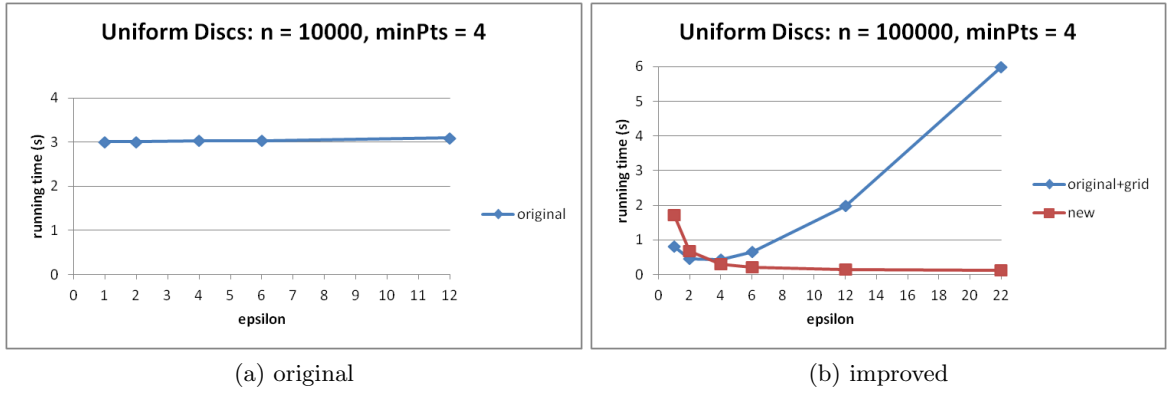 Uniform Discs: n = 10000, minPts = 4
4
3
2
1
0
running time (s)
0 1 2 3 4 5 6 7 8 9 10 11 12
epsilon
original
(a) original
Uniform Discs: n = 100000, minPts = 4
6
5
4
3
2
1
0
running time (s)
0 2 4 6 8 10 12 14 16 18 20 22
epsilon
original+grid
new
(b) improved